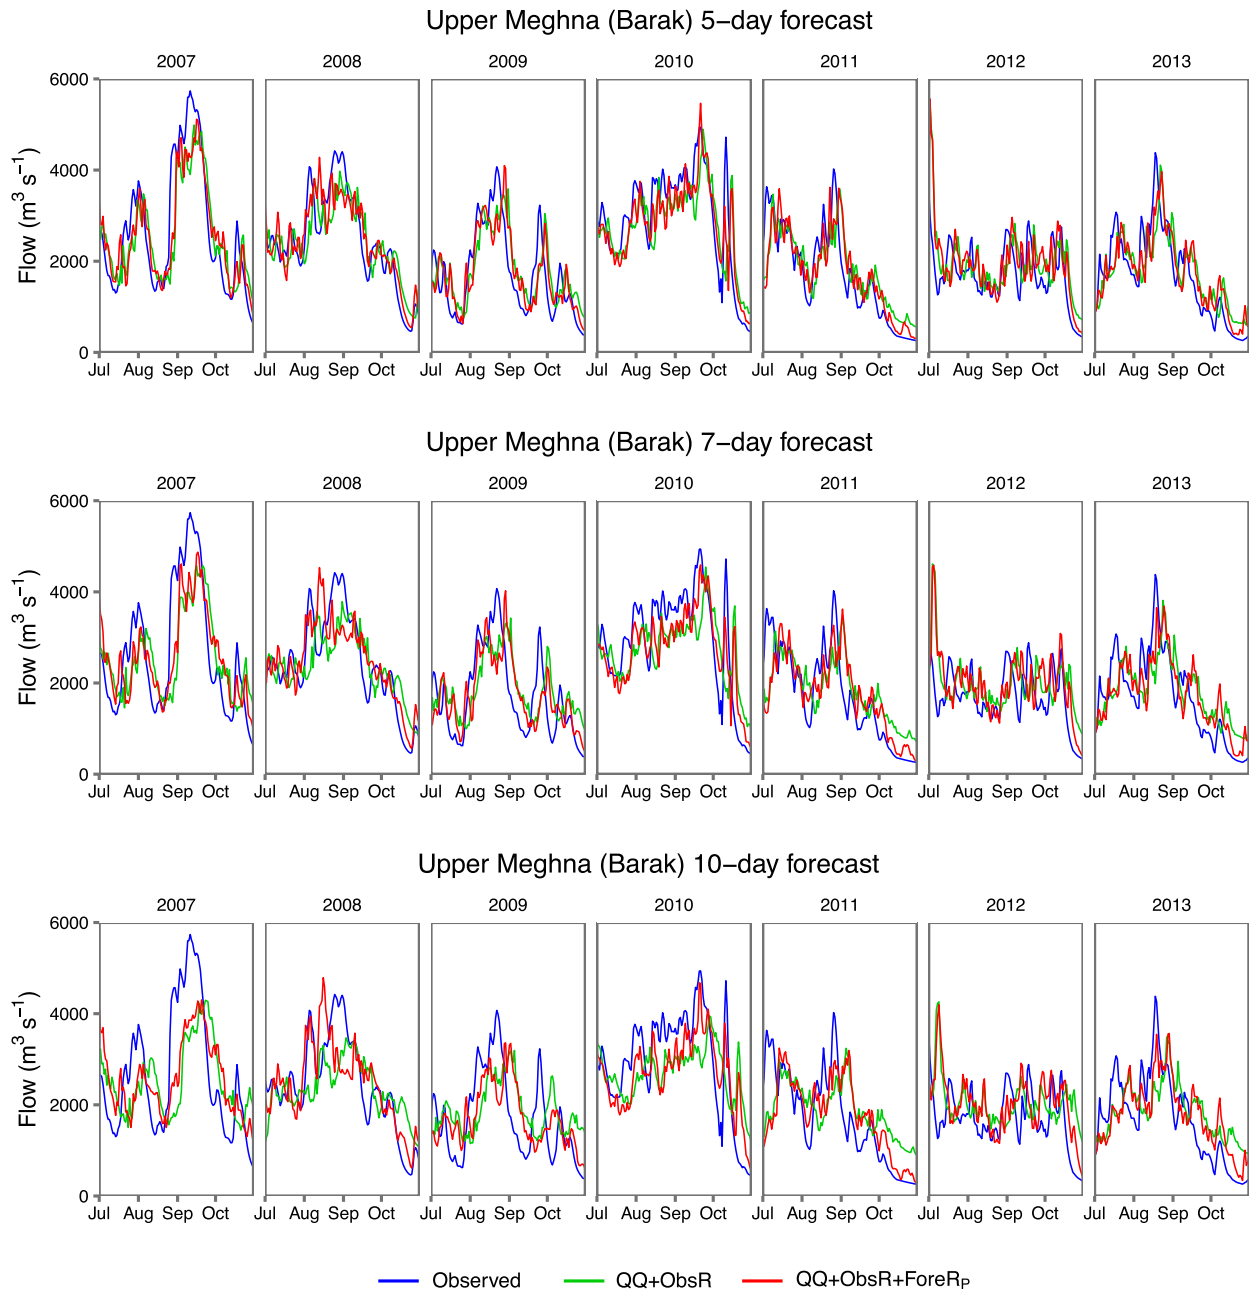 Upper Meghna (Barak) 5−day forecast
2007 2008 2009 2010 2011 2012 2013
Flow (m³ s⁻¹)
6000
4000
2000
0
Jul Aug Sep Oct Jul Aug Sep Oct Jul Aug Sep Oct Jul Aug Sep Oct Jul Aug Sep Oct Jul Aug Sep Oct Jul Aug Sep Oct
Upper Meghna (Barak) 7−day forecast
2007 2008 2009 2010 2011 2012 2013
Flow (m³ s⁻¹)
6000
4000
2000
0
Jul Aug Sep Oct Jul Aug Sep Oct Jul Aug Sep Oct Jul Aug Sep Oct Jul Aug Sep Oct Jul Aug Sep Oct Jul Aug Sep Oct
Upper Meghna (Barak) 10−day forecast
2007 2008 2009 2010 2011 2012 2013
Flow (m³ s⁻¹)
6000
4000
2000
0
Jul Aug Sep Oct Jul Aug Sep Oct Jul Aug Sep Oct Jul Aug Sep Oct Jul Aug Sep Oct Jul Aug Sep Oct Jul Aug Sep Oct
Observed QQ+ObsR QQ+ObsR+ForeRP